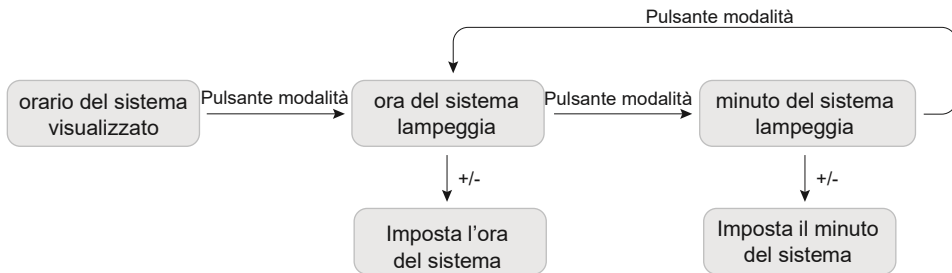 Pulsante modalità
orario del sistema
visualizzato
Pulsante modalità
ora del sistema
lampeggia
Pulsante modalità
minuto del sistema
lampeggia
+/-
+/-
Imposta l’ora
del sistema
Imposta il minuto
del sistema